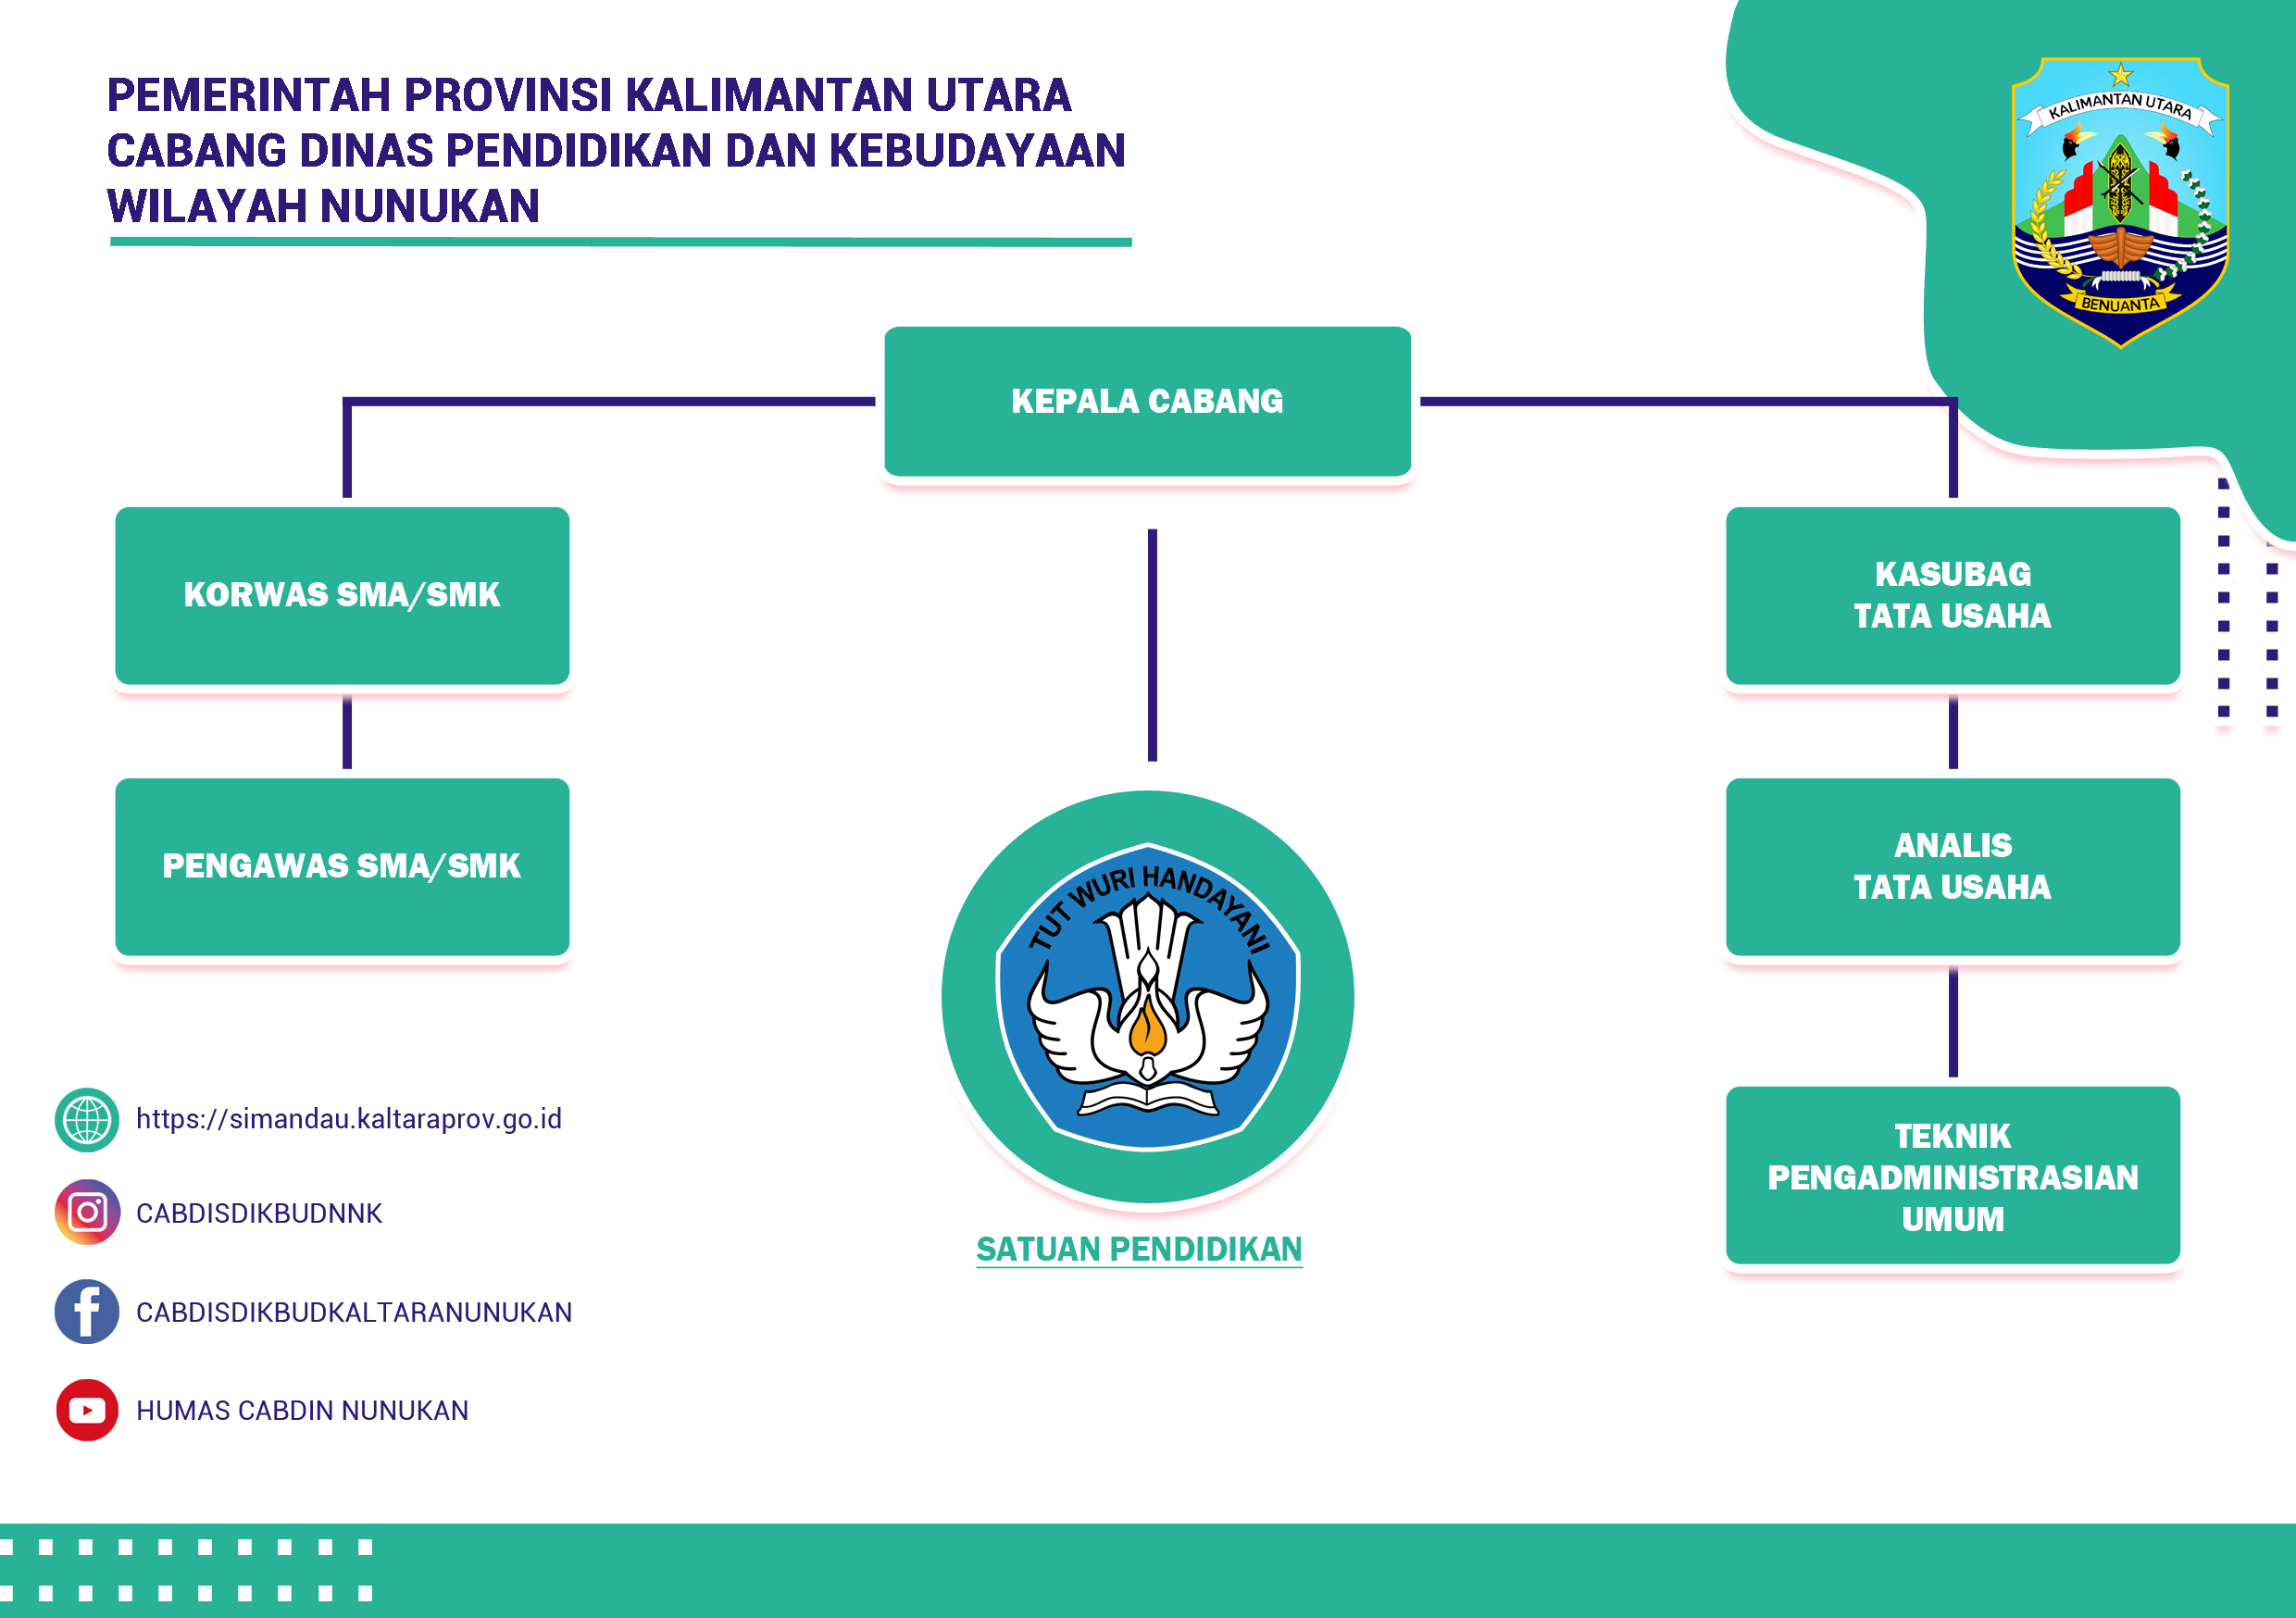 PEMERINTAH PROVINSI KALIMANTAN UTARA
CABANG DINAS PENDIDIKAN DAN KEBUDAYAAN
WILAYAH NUNUKAN
KALIMANTAN UTARA
BENUANTA
KEPALA CABANG
KORWAS SMA/SMK
PENGAWAS SMA/SMK
KASUBAG
TATA USAHA
ANALIS
TATA USAHA
TEKNIK
PENGADMINISTRASIAN
UMUM
TUT WURI HANDAYANI
SATUAN PENDIDIKAN
https://simandau.kaltaraprov.go.id
CABDISDIKBUDNNK
CABDISDIKBUDKALTARANUNUKAN
HUMAS CABDIN NUNUKAN